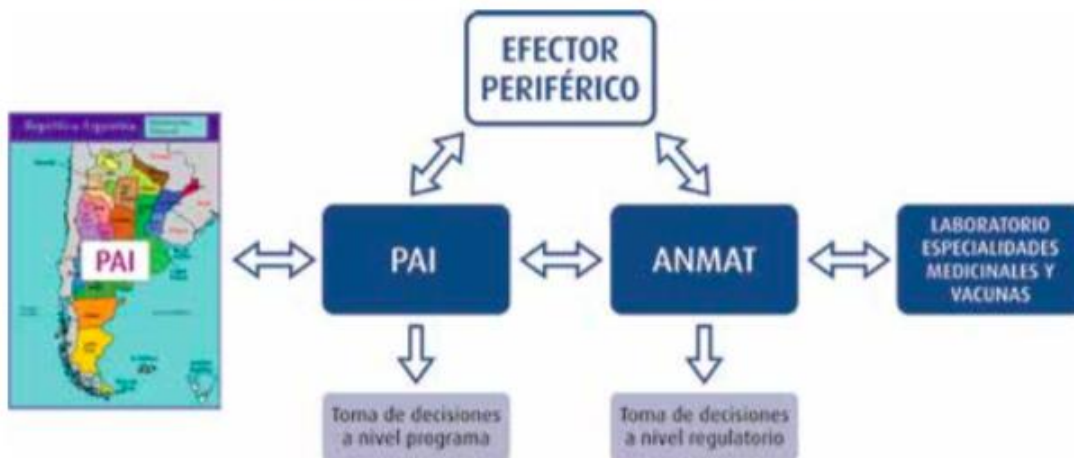 EFECTOR
PERIFÉRICO
República Argentina
PAI
PAI
ANMAT
LABORATORIO
ESPECIALIDADES
MEDICINALES Y
VACUNAS
Toma de decisiones
a nivel programa
Toma de decisiones
a nivel regulatorio